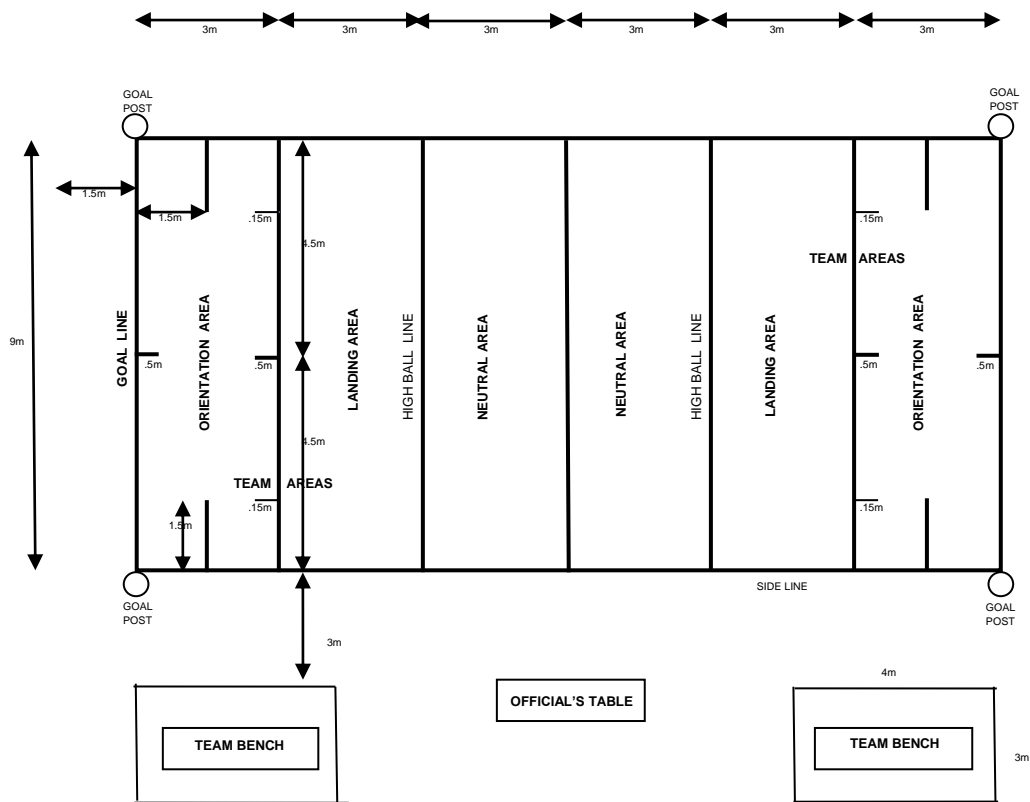 3m 3m 3m 3m 3m 3m
GOAL
POST
GOAL
POST
1.5m
1.5m
.15m
.15m
4.5m
TEAM AREAS
9m
GOAL LINE
ORIENTATION AREA
LANDING AREA
HIGH BALL LINE
NEUTRAL AREA
NEUTRAL AREA
HIGH BALL LINE
LANDING AREA
ORIENTATION AREA
.5m
.5m
.5m
.5m
4.5m
TEAM AREAS
.15m
.15m
1.5m
SIDE LINE
GOAL
POST
GOAL
POST
3m
4m
OFFICIAL'S TABLE
TEAM BENCH
TEAM BENCH
3m